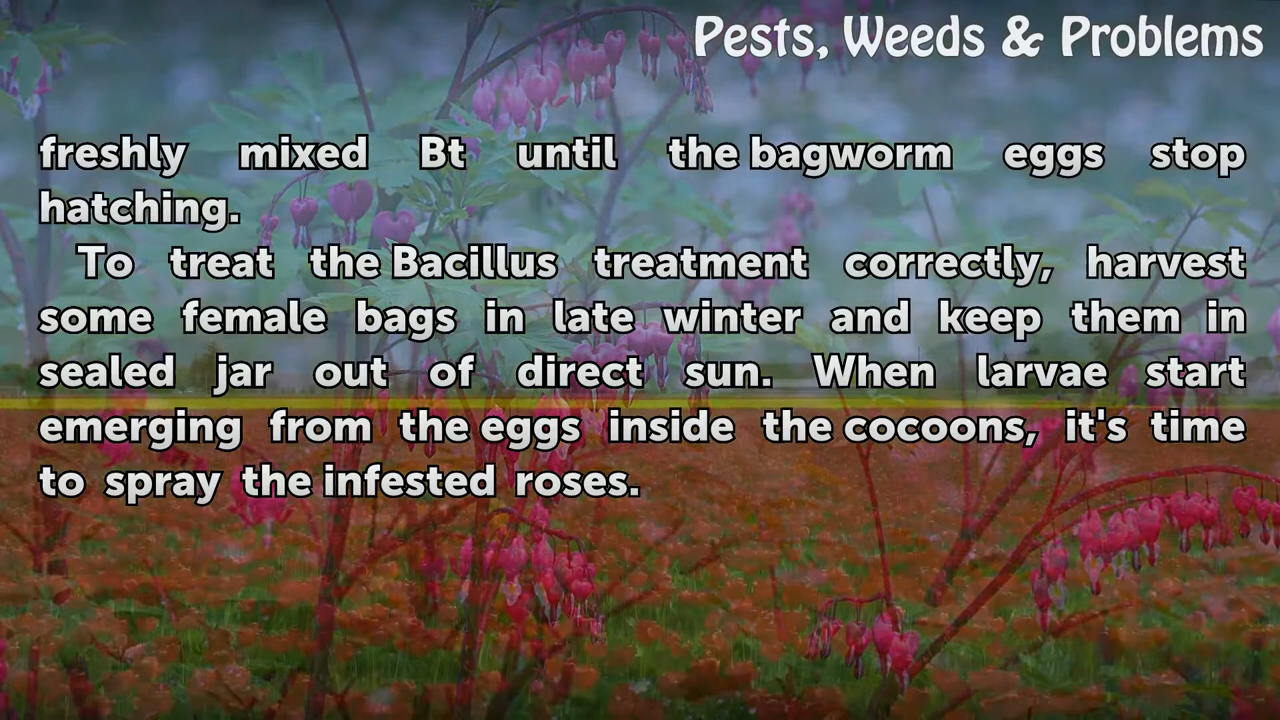 Pests, Weeds & Problems
freshly mixed Bt until the bagworm eggs stop
hatching.
To treat the Bacillus treatment correctly, harvest
some female bags in late winter and keep them in
sealed jar out of direct sun. When larvae start
emerging from the eggs inside the cocoons, it's time
to spray the infested roses.